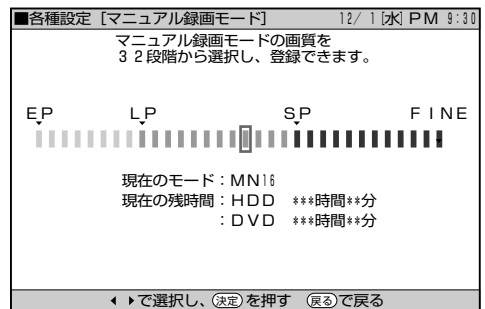 ■各種設定[マニュアル録画モード] 12/ 1[水]PM 9:30
マニュアル録画モードの画質を
32段階から選択し、登録できます。
EP LP SP FINE
現在のモード:MN16
現在の残時間:HDD ***時間**分
:DVD ***時間**分
で選択し、決定を押す 戻るで戻る